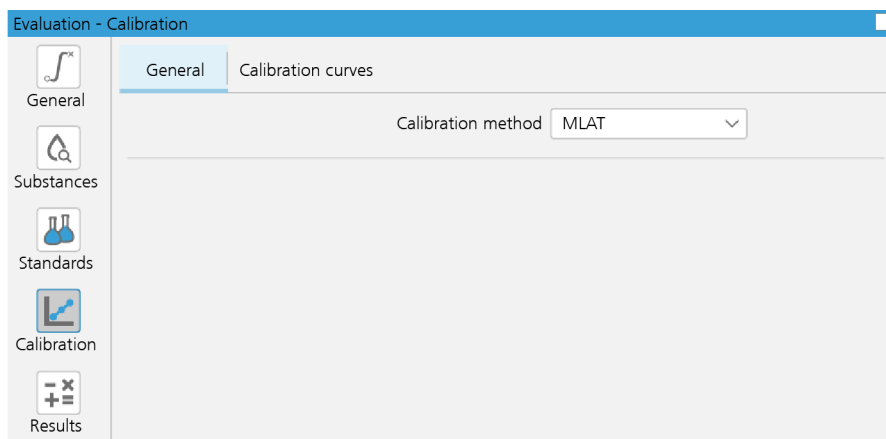 Evaluation - Calibration
General
Substances
Standards
Calibration
Results
General
Calibration curves
Calibration method
MLAT